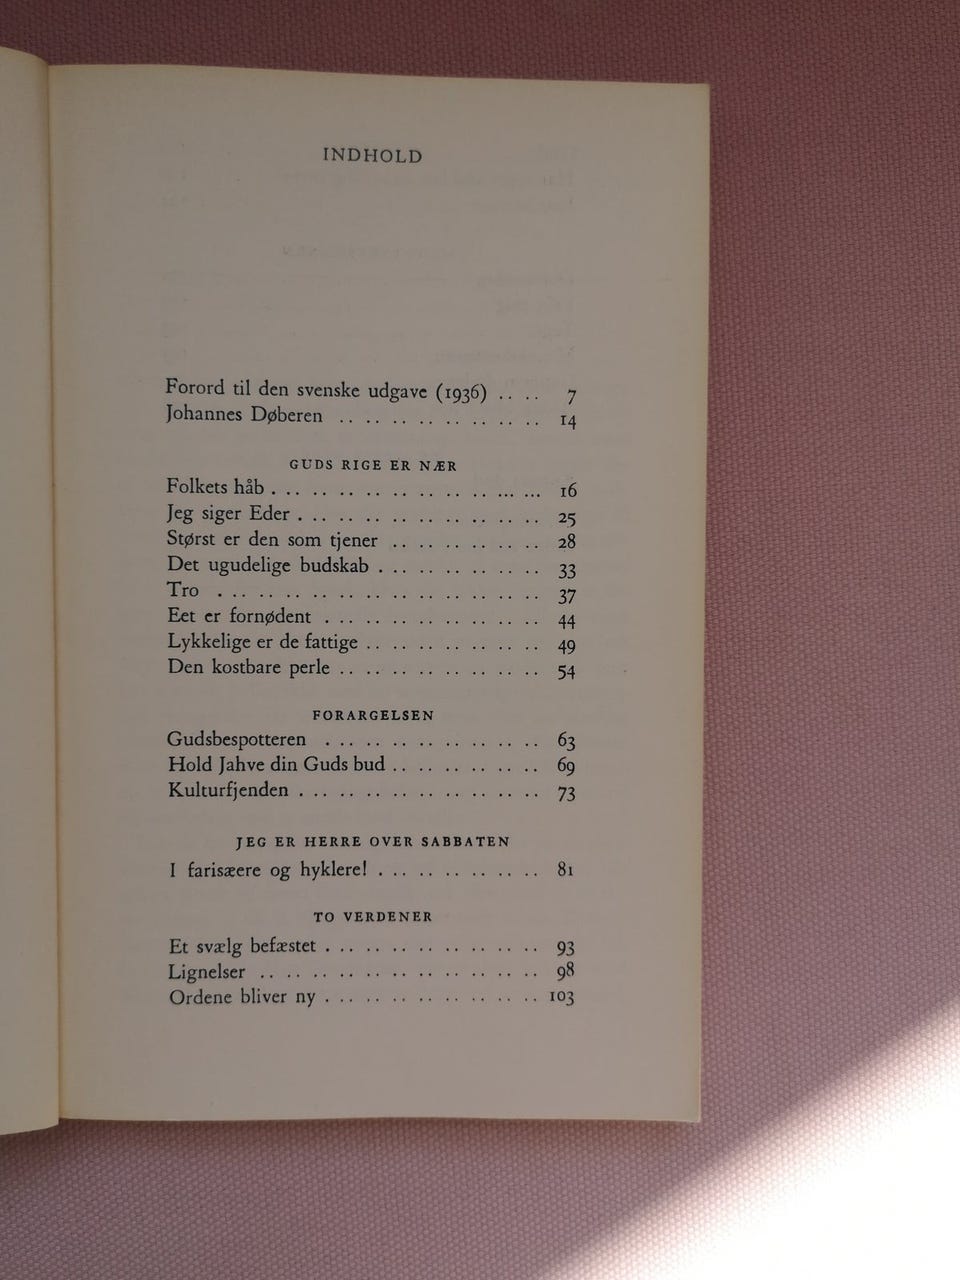 INDHOLD
Forord til den svenske udgave (1936) .. .. 7
Johannes Døberen .. .. .. .. .. .. .. .. 14
GUDS RIGE ER NÆR
Folkets håb . .. .. .. .. .. .. .. .. ... ... 16
Jeg siger Eder . .. .. .. .. .. .. .. .. .. 25
Størst er den som tjener .. .. .. .. .. .. 28
Det ugudelige budskab . .. .. .. .. .. .. 33
Tro . .. .. .. .. .. .. .. .. .. .. .. .. 37
Eet er fornødent . .. .. .. .. .. .. .. .. 44
Lykkelige er de fattige .. .. .. .. .. .. .. 49
Den kostbare perle .. .. .. .. .. .. .. .. 54
FORARGELSEN
Gudsbespotteren . .. .. .. .. .. .. .. .. 63
Hold Jahve din Guds bud .. .. .. .. .. .. 69
Kulturfjenden . .. .. .. .. .. .. .. .. .. 73
JEG ER HERRE OVER SABBATEN
I farisæere og hyklere! . .. .. .. .. .. .. 81
TO VERDENER
Et svælg befæstet . .. .. .. .. .. .. .. .. 93
Lignelser .. .. .. .. .. .. .. .. .. .. .. 98
Ordene bliver ny . .. .. .. .. .. .. .. .. 103